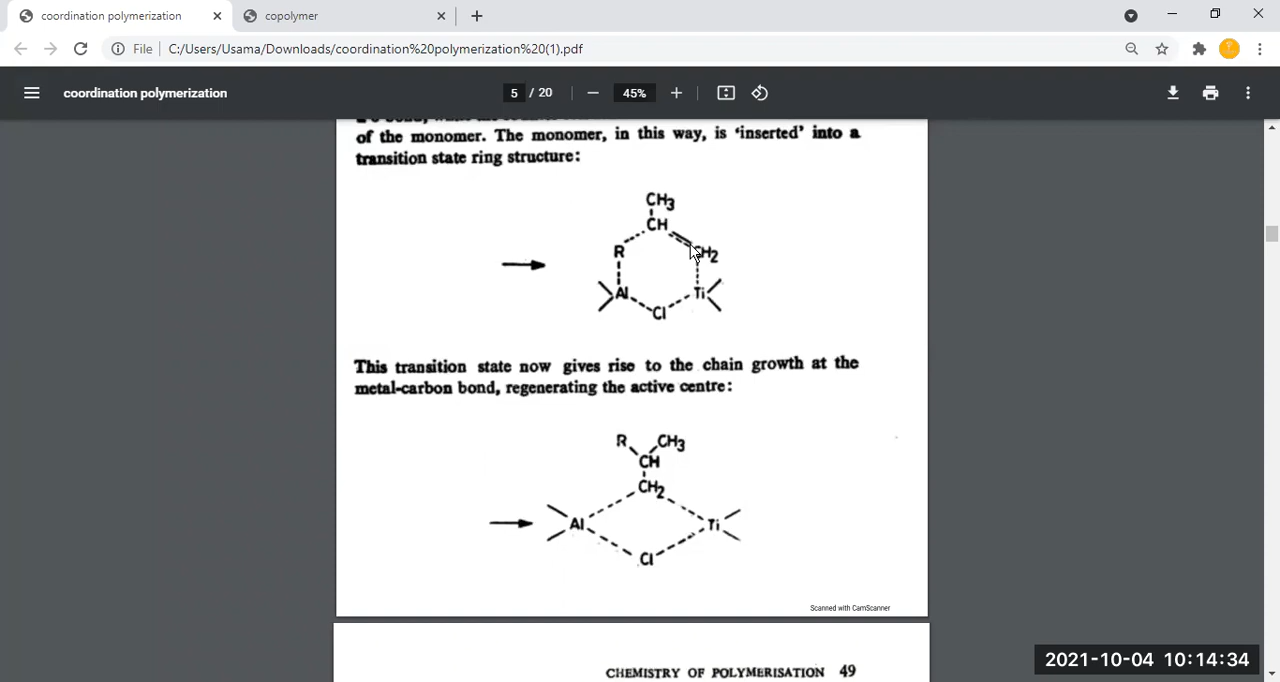 coordination polymerization
copolymer
File
C:/Users/Usama/Downloads/coordination%20polymerization%20(1).pdf
coordination polymerization
5 / 20
45%
of the monomer. The monomer, in this way, is ‘inserted’ into a
transition state ring structure:
CH3
CH
R
CH2
Al
Ti
Cl
This transition state now gives rise to the chain growth at the
metal-carbon bond, regenerating the active centre:
R CH3
CH
CH2
Al Ti
Cl
Scanned with CamScanner
CHEMISTRY OF POLYMERISATION 49
2021-10-04 10:14:34